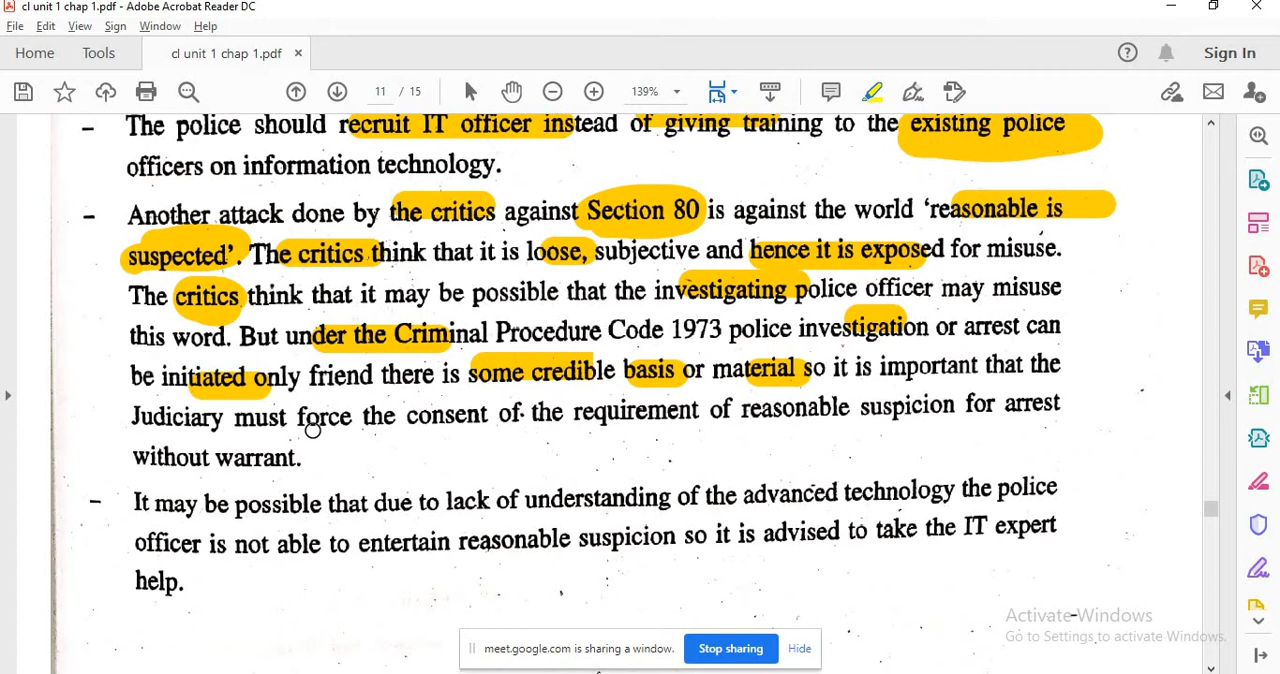 cl unit 1 chap 1.pdf - Adobe Acrobat Reader DC
File Edit View Sign Window Help
Home Tools cl unit 1 chap 1.pdf × Sign In
11 / 15 139%
- The police should recruit IT officer instead of giving training to the existing police
officers on information technology.
- Another attack done by the critics against Section 80 is against the world ‘reasonable is
suspected’. The critics think that it is loose, subjective and hence it is exposed for misuse.
The critics think that it may be possible that the investigating police officer may misuse
this word. But under the Criminal Procedure Code 1973 police investigation or arrest can
be initiated only friend there is some credible basis or material so it is important that the
Judiciary must force the consent of the requirement of reasonable suspicion for arrest
without warrant.
- It may be possible that due to lack of understanding of the advanced technology the police
officer is not able to entertain reasonable suspicion so it is advised to take the IT expert
help.
Activate Windows
Go to Settings to activate Windows.
meet.google.com is sharing a window. Stop sharing Hide